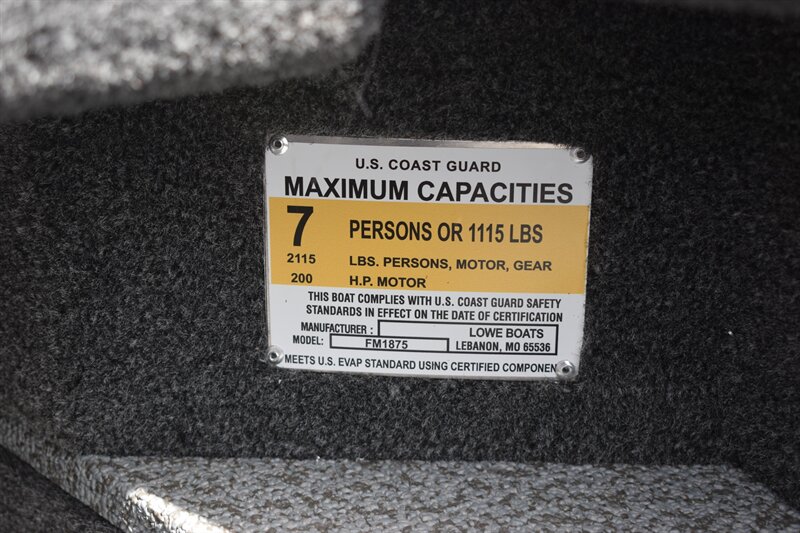 U.S. COAST GUARD
MAXIMUM CAPACITIES
7 PERSONS OR 1115 LBS
2115 LBS. PERSONS, MOTOR, GEAR
200 H.P. MOTOR
THIS BOAT COMPLIES WITH U.S. COAST GUARD SAFETY
STANDARDS IN EFFECT ON THE DATE OF CERTIFICATION
MANUFACTURER : LOWE BOATS
MODEL: FM1875 LEBANON, MO 65536
MEETS U.S. EVAP STANDARD USING CERTIFIED COMPONEN